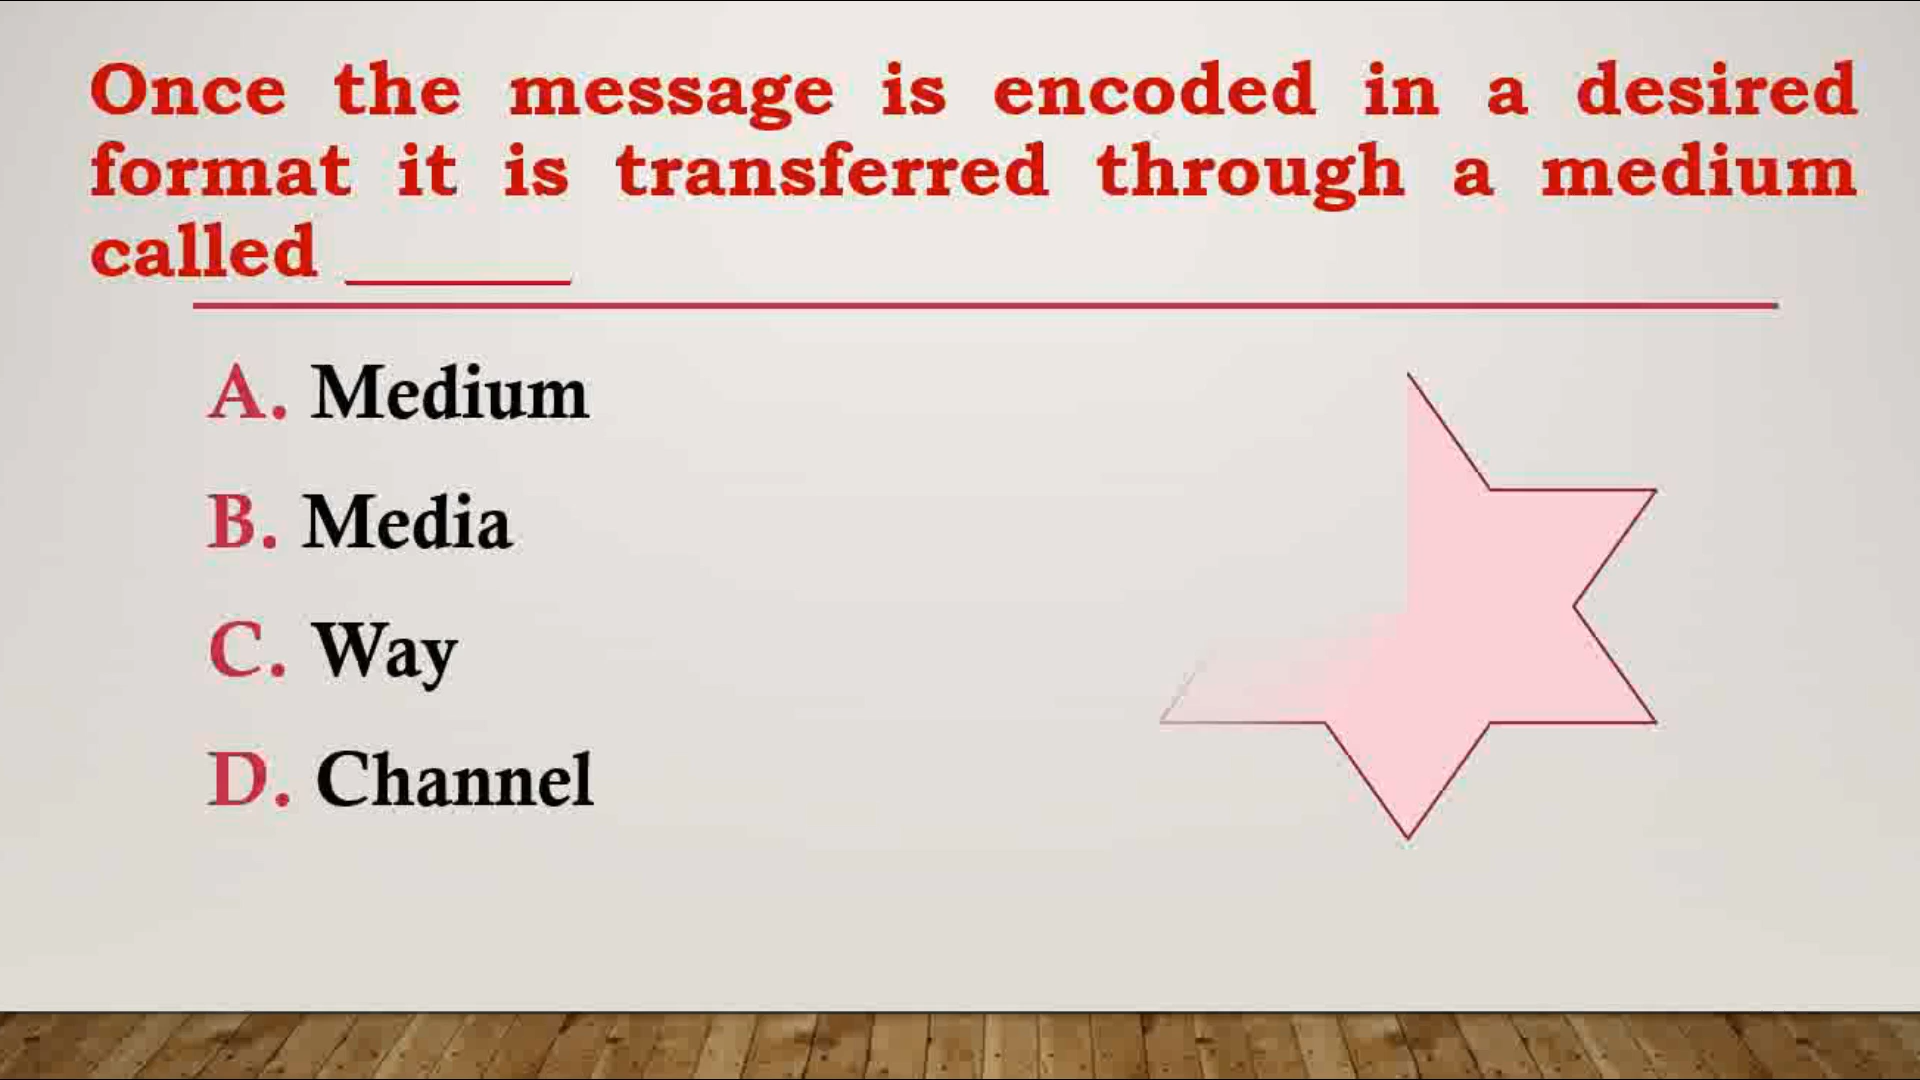 Once the message is encoded in a desired
format it is transferred through a medium
called ______
A. Medium
B. Media
C. Way
D. Channel